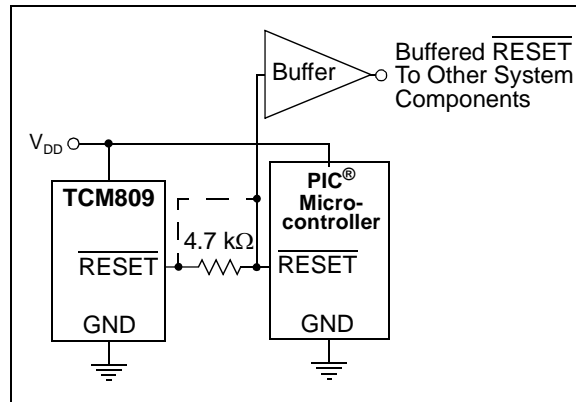 Buffer
Buffered RESET
To Other System
Components
VDD
TCM809
PIC®
Micro-
controller
4.7 kΩ
RESET
RESET
GND
GND